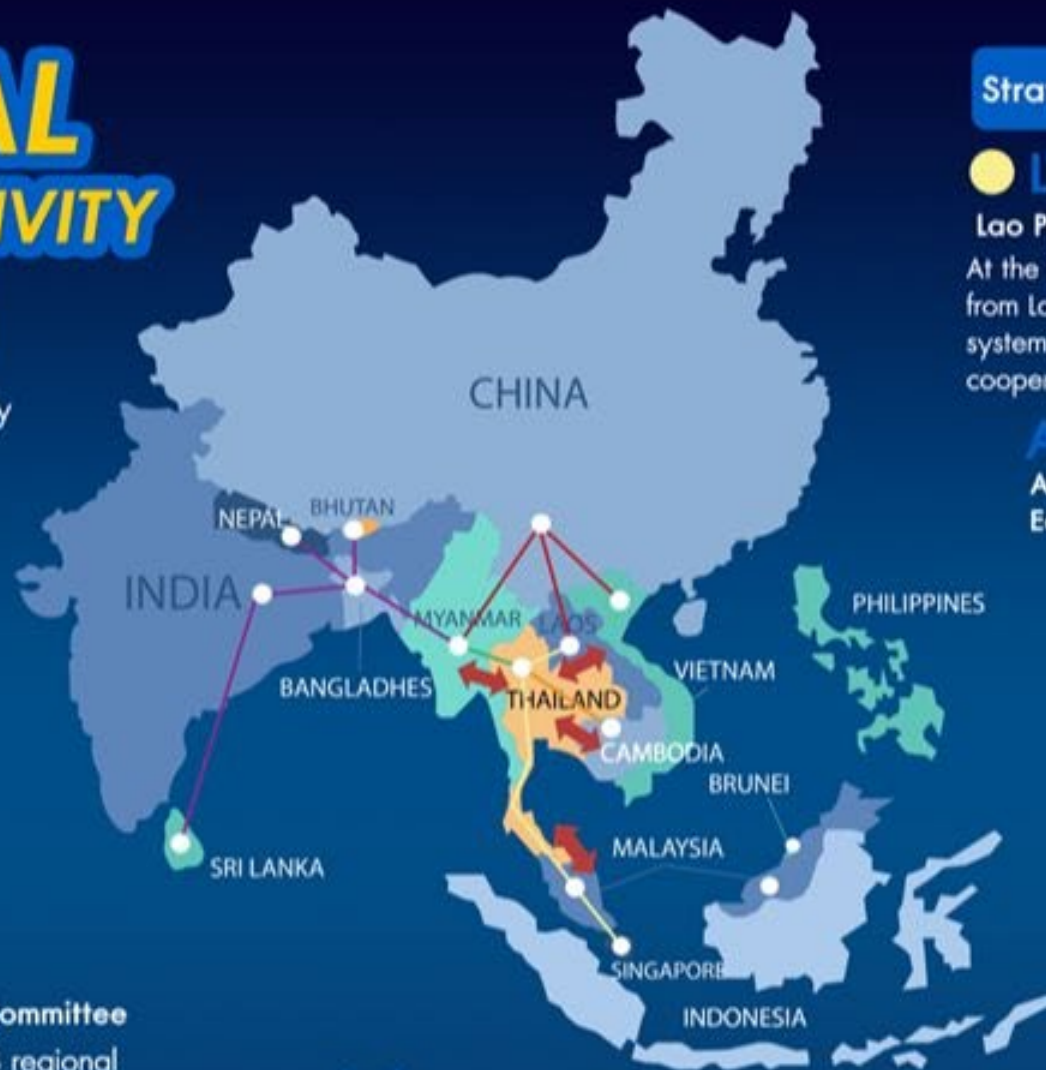 AL
IVITY
y
Stra
L
Lao P
At the
from La
system
cooper
A
A
E
CHINA
NEPAL
BHUTAN
INDIA
MYANMAR
LAOS
PHILIPPINES
BANGLADHES
THAILAND
VIETNAM
CAMBODIA
BRUNEI
SRI LANKA
MALAYSIA
SINGAPORE
INDONESIA
ommittee
regional